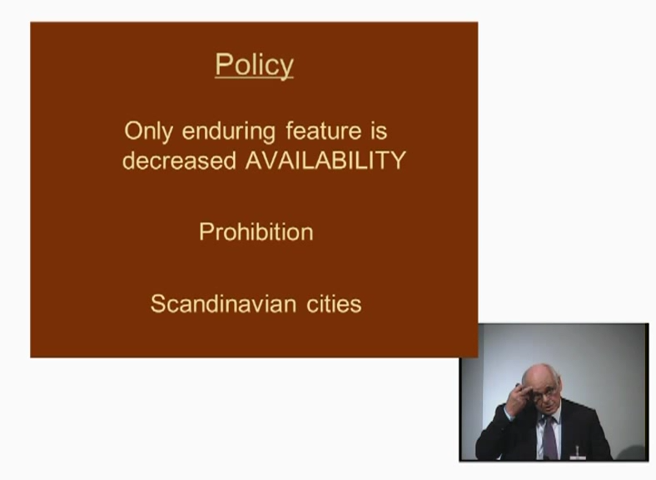 Policy
Only enduring feature is
decreased AVAILABILITY
Prohibition
Scandinavian cities